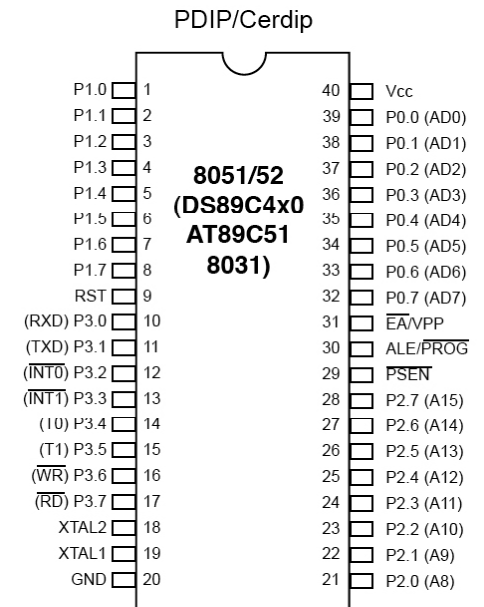 PDIP/Cerdip
P1.0 1 40 Vcc
P1.1 2 39 P0.0 (AD0)
P1.2 3 38 P0.1 (AD1)
P1.3 4 37 P0.2 (AD2)
P1.4 5 36 P0.3 (AD3)
P1.5 6 35 P0.4 (AD4)
P1.6 7 34 P0.5 (AD5)
P1.7 8 33 P0.6 (AD6)
RST 9 32 P0.7 (AD7)
(RXD) P3.0 10 31 E̅A̅/VPP
(TXD) P3.1 11 30 ALE/P̅R̅O̅G̅
(I̅N̅T̅0̅) P3.2 12 29 P̅S̅E̅N̅
(I̅N̅T̅1̅) P3.3 13 28 P2.7 (A15)
(T0) P3.4 14 27 P2.6 (A14)
(T1) P3.5 15 26 P2.5 (A13)
(W̅R̅) P3.6 16 25 P2.4 (A12)
(R̅D̅) P3.7 17 24 P2.3 (A11)
XTAL2 18 23 P2.2 (A10)
XTAL1 19 22 P2.1 (A9)
GND 20 21 P2.0 (A8)
8051/52
(DS89C4x0
AT89C51
8031)